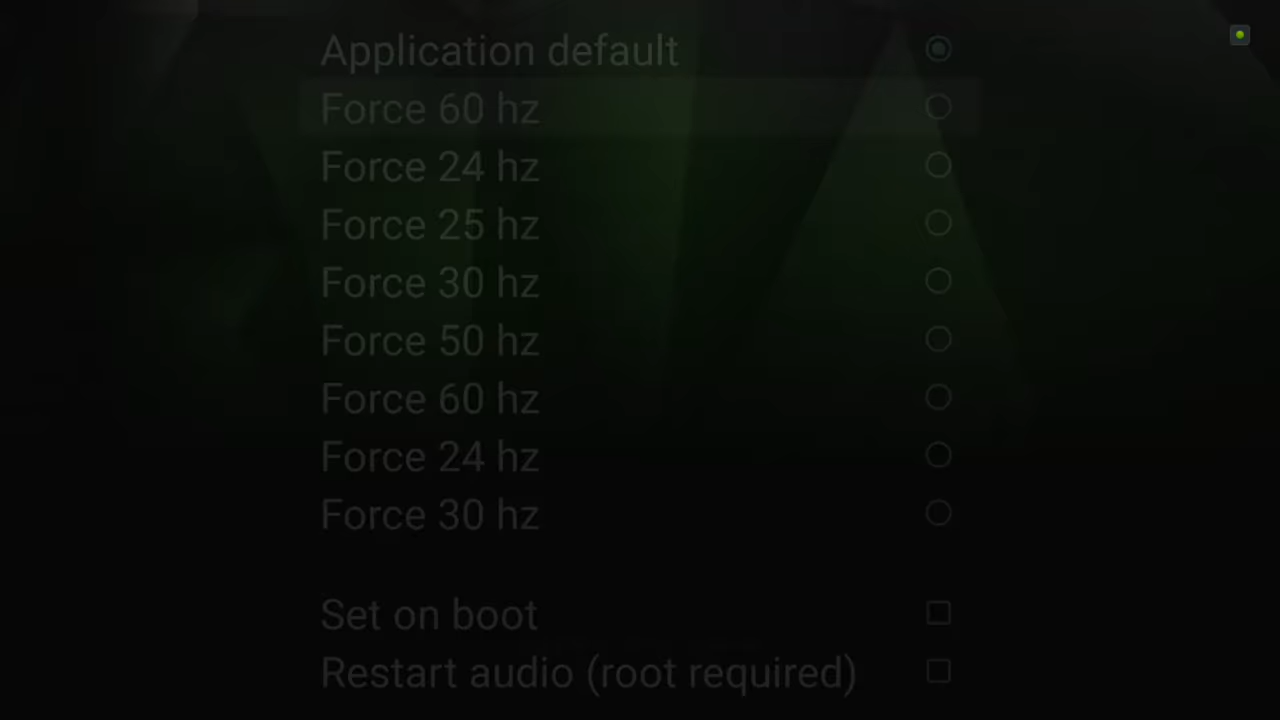 Application default
Force 60 hz
Force 24 hz
Force 25 hz
Force 30 hz
Force 50 hz
Force 60 hz
Force 24 hz
Force 30 hz
Set on boot
Restart audio (root required)